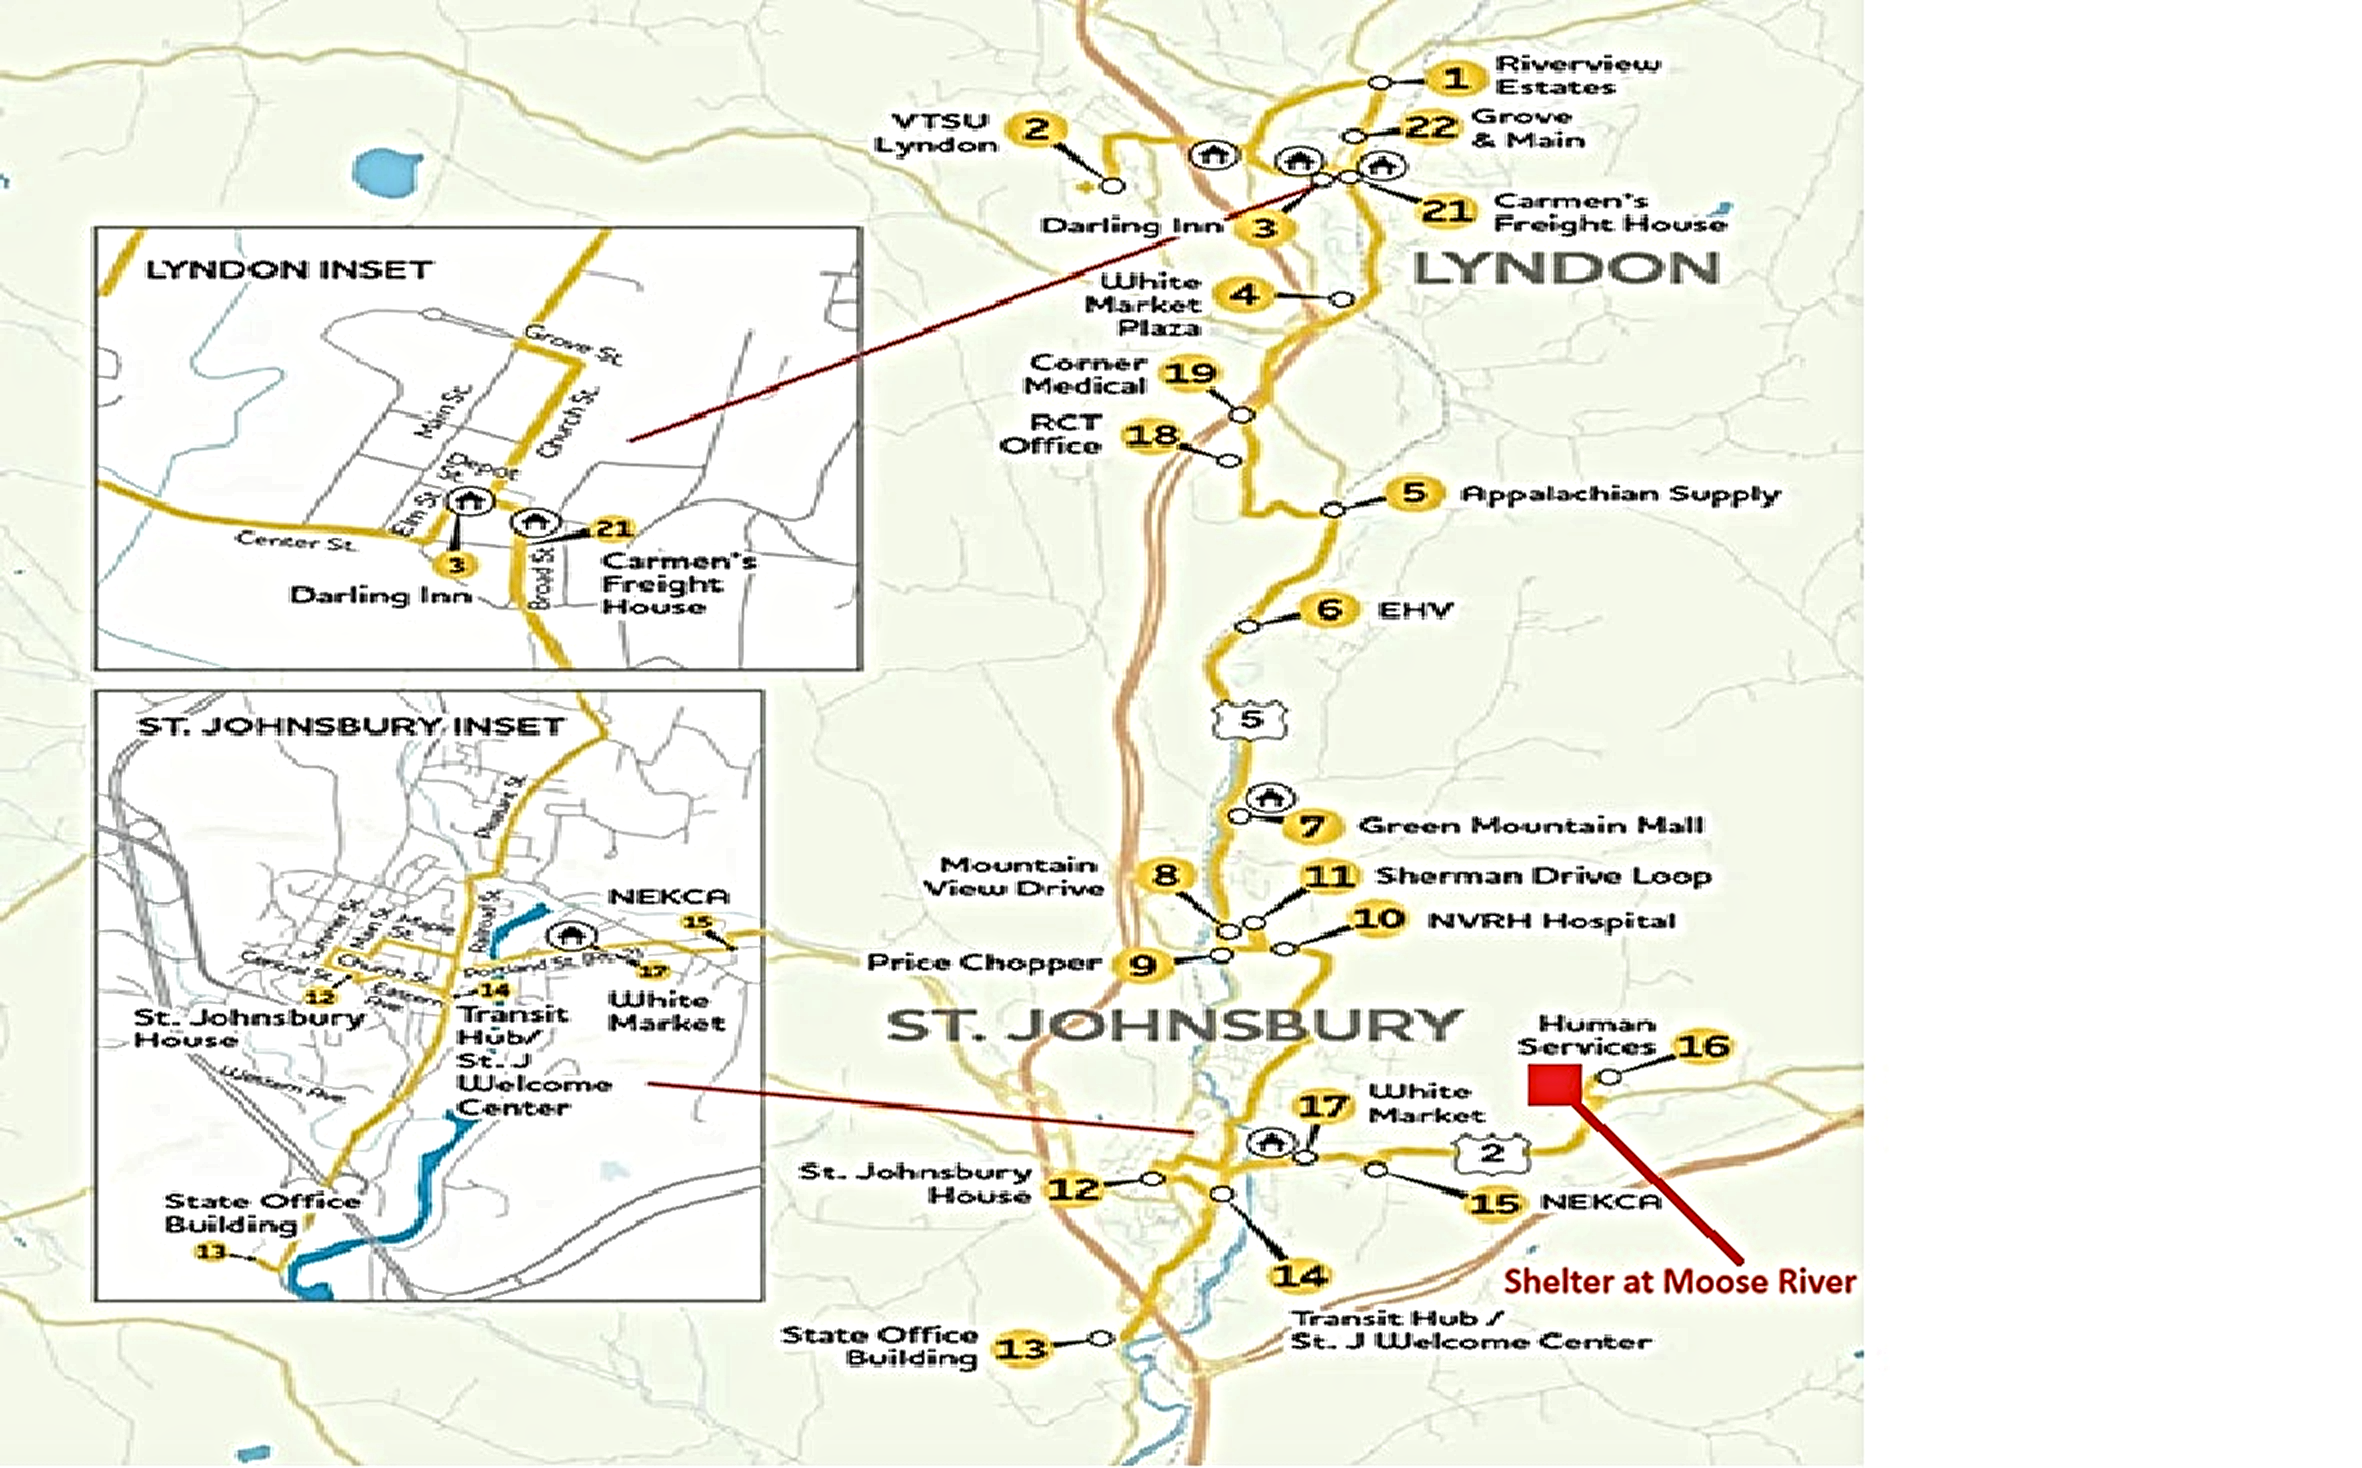 1 Riverview
Estates
VTSU
Lyndon 2
22 Grove
& Main
Darling Inn 3
21 Carmen's
Freight House
LYNDON
White
Market
Plaza 4
Corner
Medical 19
RCT
Office 18
5 Appalachian Supply
6 EHV
5
7 Green Mountain Mall
Mountain
View Drive 8
11 Sherman Drive Loop
10 NVRH Hospital
Price Chopper 9
ST. JOHNSBURY
Human
Services 16
17 White
Market
2
St. Johnsbury
House 12
15 NEKCA
14
Transit Hub /
St. J Welcome Center
State Office
Building 13
Shelter at Moose River
LYNDON INSET
Grove St.
Main St.
Church St.
Depot
St.
Elm St.
Center St.
3
Darling Inn
Broad St.
21
Carmen's
Freight
House
ST. JOHNSBURY INSET
Pleasant St.
Railroad St.
NEKCA
15
Main St.
Church St.
Central St.
Portland St.
Eastern
Ave.
17
White
Market
12
St. Johnsbury
House
14
Transit
Hub/
St. J
Welcome
Center
Western Ave.
State Office
Building
13